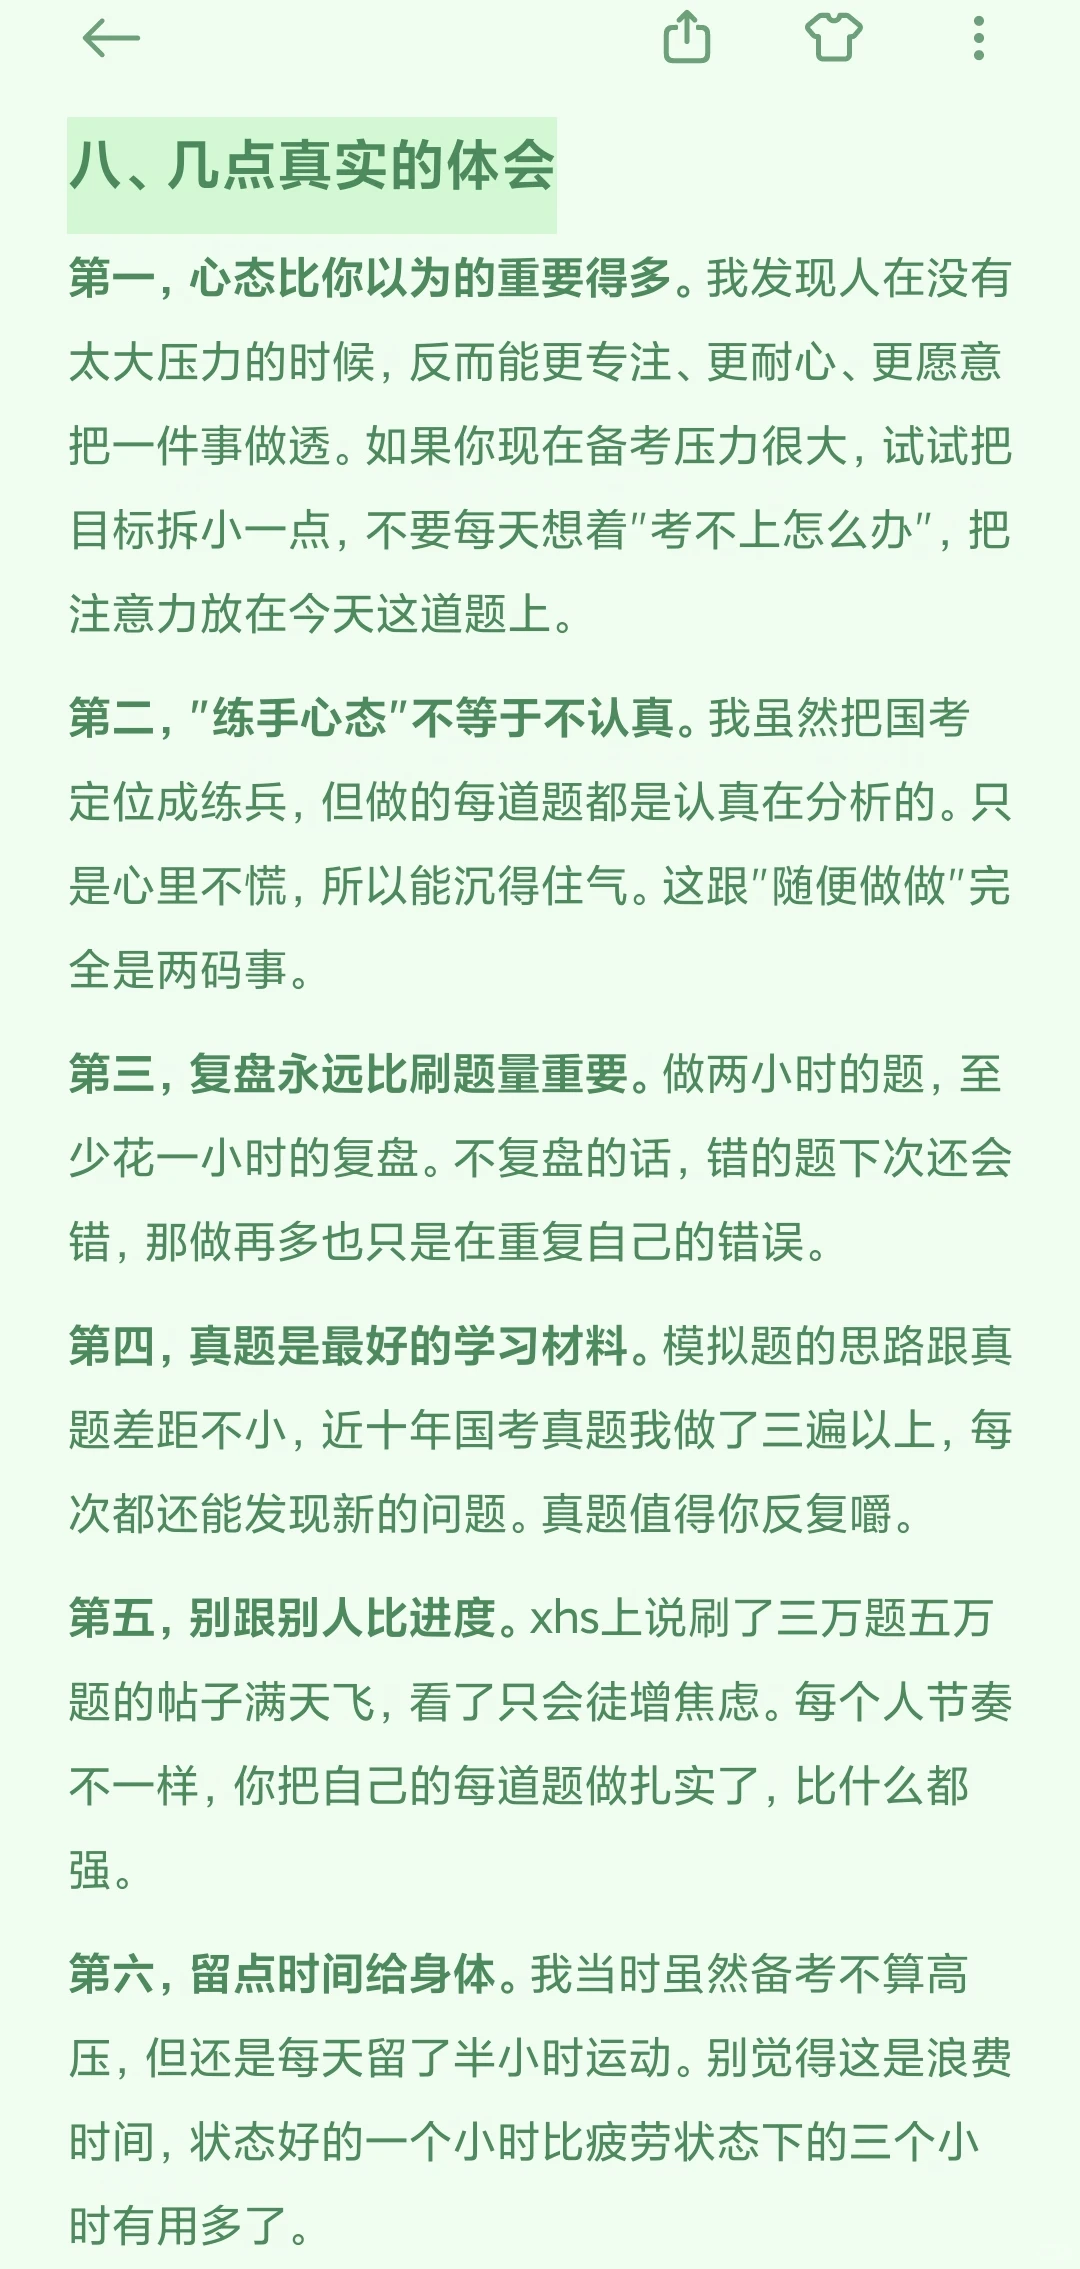 八、几点真实的体会
第一，心态比你以为的重要得多。我发现人在没有
太大压力的时候，反而能更专注、更耐心、更愿意
把一件事做透。如果你现在备考压力很大，试试把
目标拆小一点，不要每天想着"考不上怎么办"，把
注意力放在今天这道题上。
第二，"练手心态"不等于不认真。我虽然把国考
定位成练兵，但做的每道题都是认真在分析的。只
是心里不慌，所以能沉得住气。这跟"随便做做"完
全是两码事。
第三，复盘永远比刷题量重要。做两小时的题，至
少花一小时的复盘。不复盘的话，错的题下次还会
错，那做再多也只是在重复自己的错误。
第四，真题是最好的学习材料。模拟题的思路跟真
题差距不小，近十年国考真题我做了三遍以上，每
次都还能发现新的问题。真题值得你反复嚼。
第五，别跟别人比进度。xhs上说刷了三万题五万
题的帖子满天飞，看了只会徒增焦虑。每个人节奏
不一样，你把自己的每道题做扎实了，比什么都
强。
第六，留点时间给身体。我当时虽然备考不算高
压，但还是每天留了半小时运动。别觉得这是浪费
时间，状态好的一个小时比疲劳状态下的三个小
时有用多了。